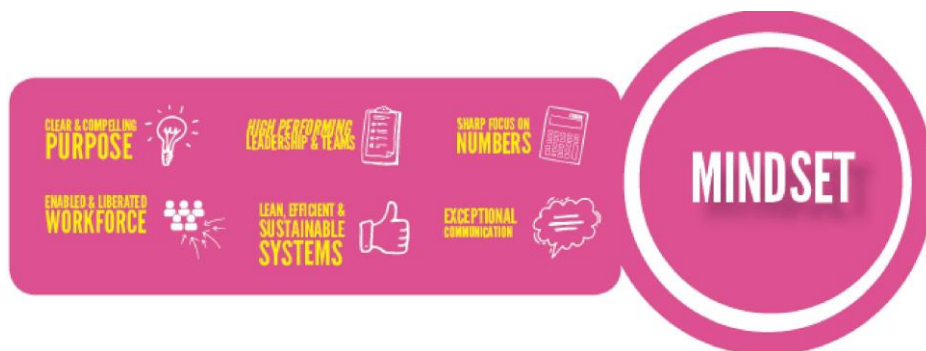 CLEAR & COMPELLING
PURPOSE
HIGH PERFORMING
LEADERSHIP & TEAMS
SHARP FOCUS ON
NUMBERS
ENABLED & LIBERATED
WORKFORCE
LEAN, EFFICIENT &
SUSTAINABLE
SYSTEMS
EXCEPTIONAL
COMMUNICATION
MINDSET